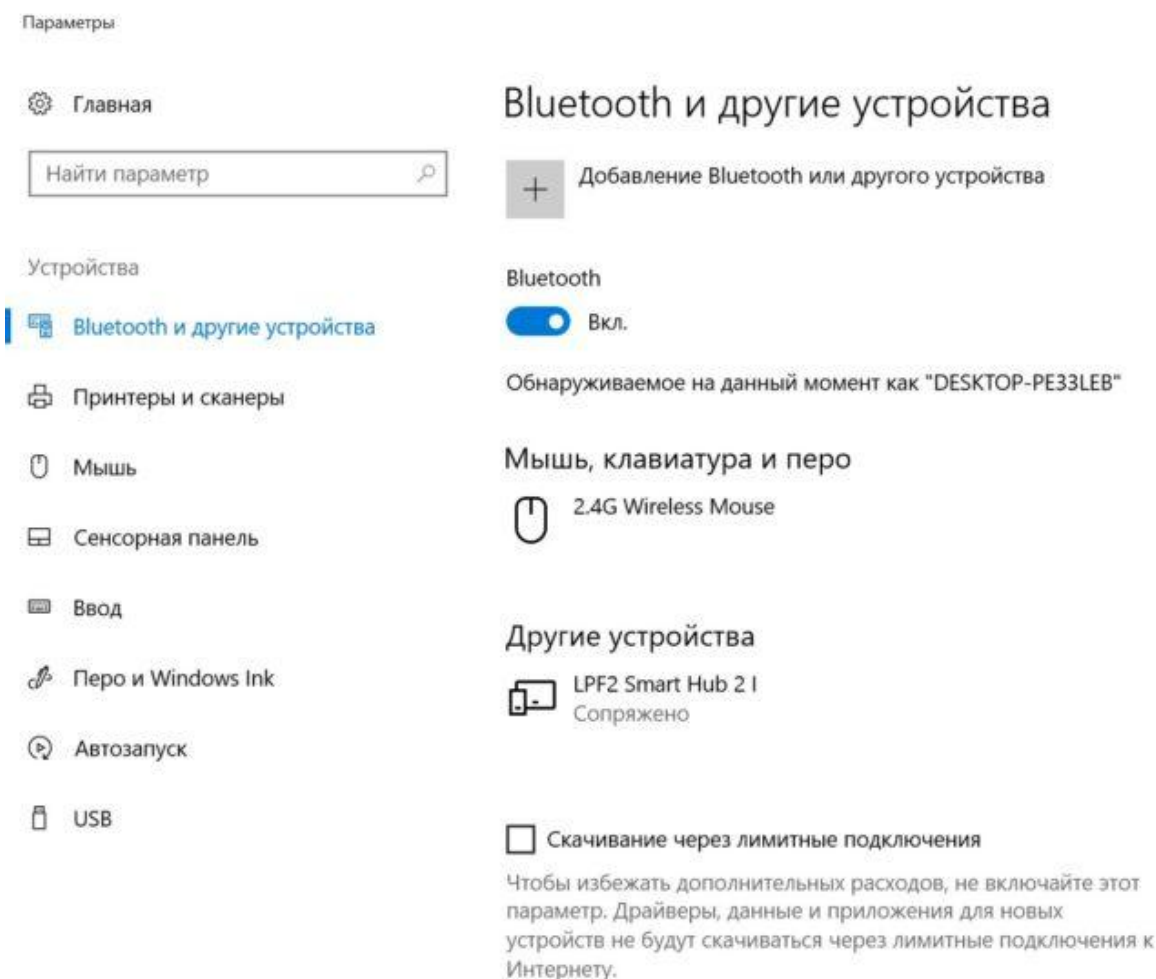 Параметры
Главная
Найти параметр
Устройства
Bluetooth и другие устройства
Принтеры и сканеры
Мышь
Сенсорная панель
Ввод
Перо и Windows Ink
Автозапуск
USB
Bluetooth и другие устройства
Добавление Bluetooth или другого устройства
Bluetooth
Вкл.
Обнаруживаемое на данный момент как "DESKTOP-PE33LEB"
Мышь, клавиатура и перо
2.4G Wireless Mouse
Другие устройства
LPF2 Smart Hub 2 I
Сопряжено
Скачивание через лимитные подключения
Чтобы избежать дополнительных расходов, не включайте этот
параметр. Драйверы, данные и приложения для новых
устройств не будут скачиваться через лимитные подключения к
Интернету.